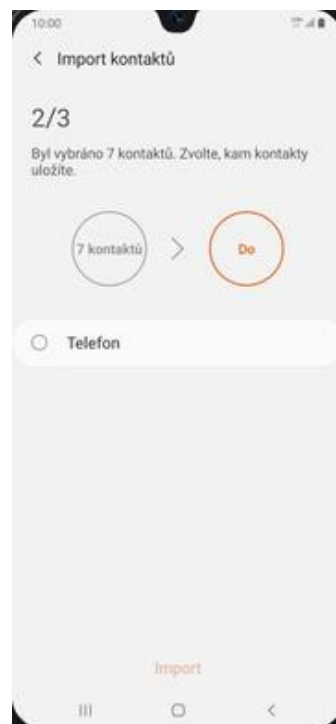 10:00
Import kontaktů
2/3
Byl vybráno 7 kontaktů. Zvolte, kam kontakty
uložíte.
7 kontaktů
Do
Telefon
Import